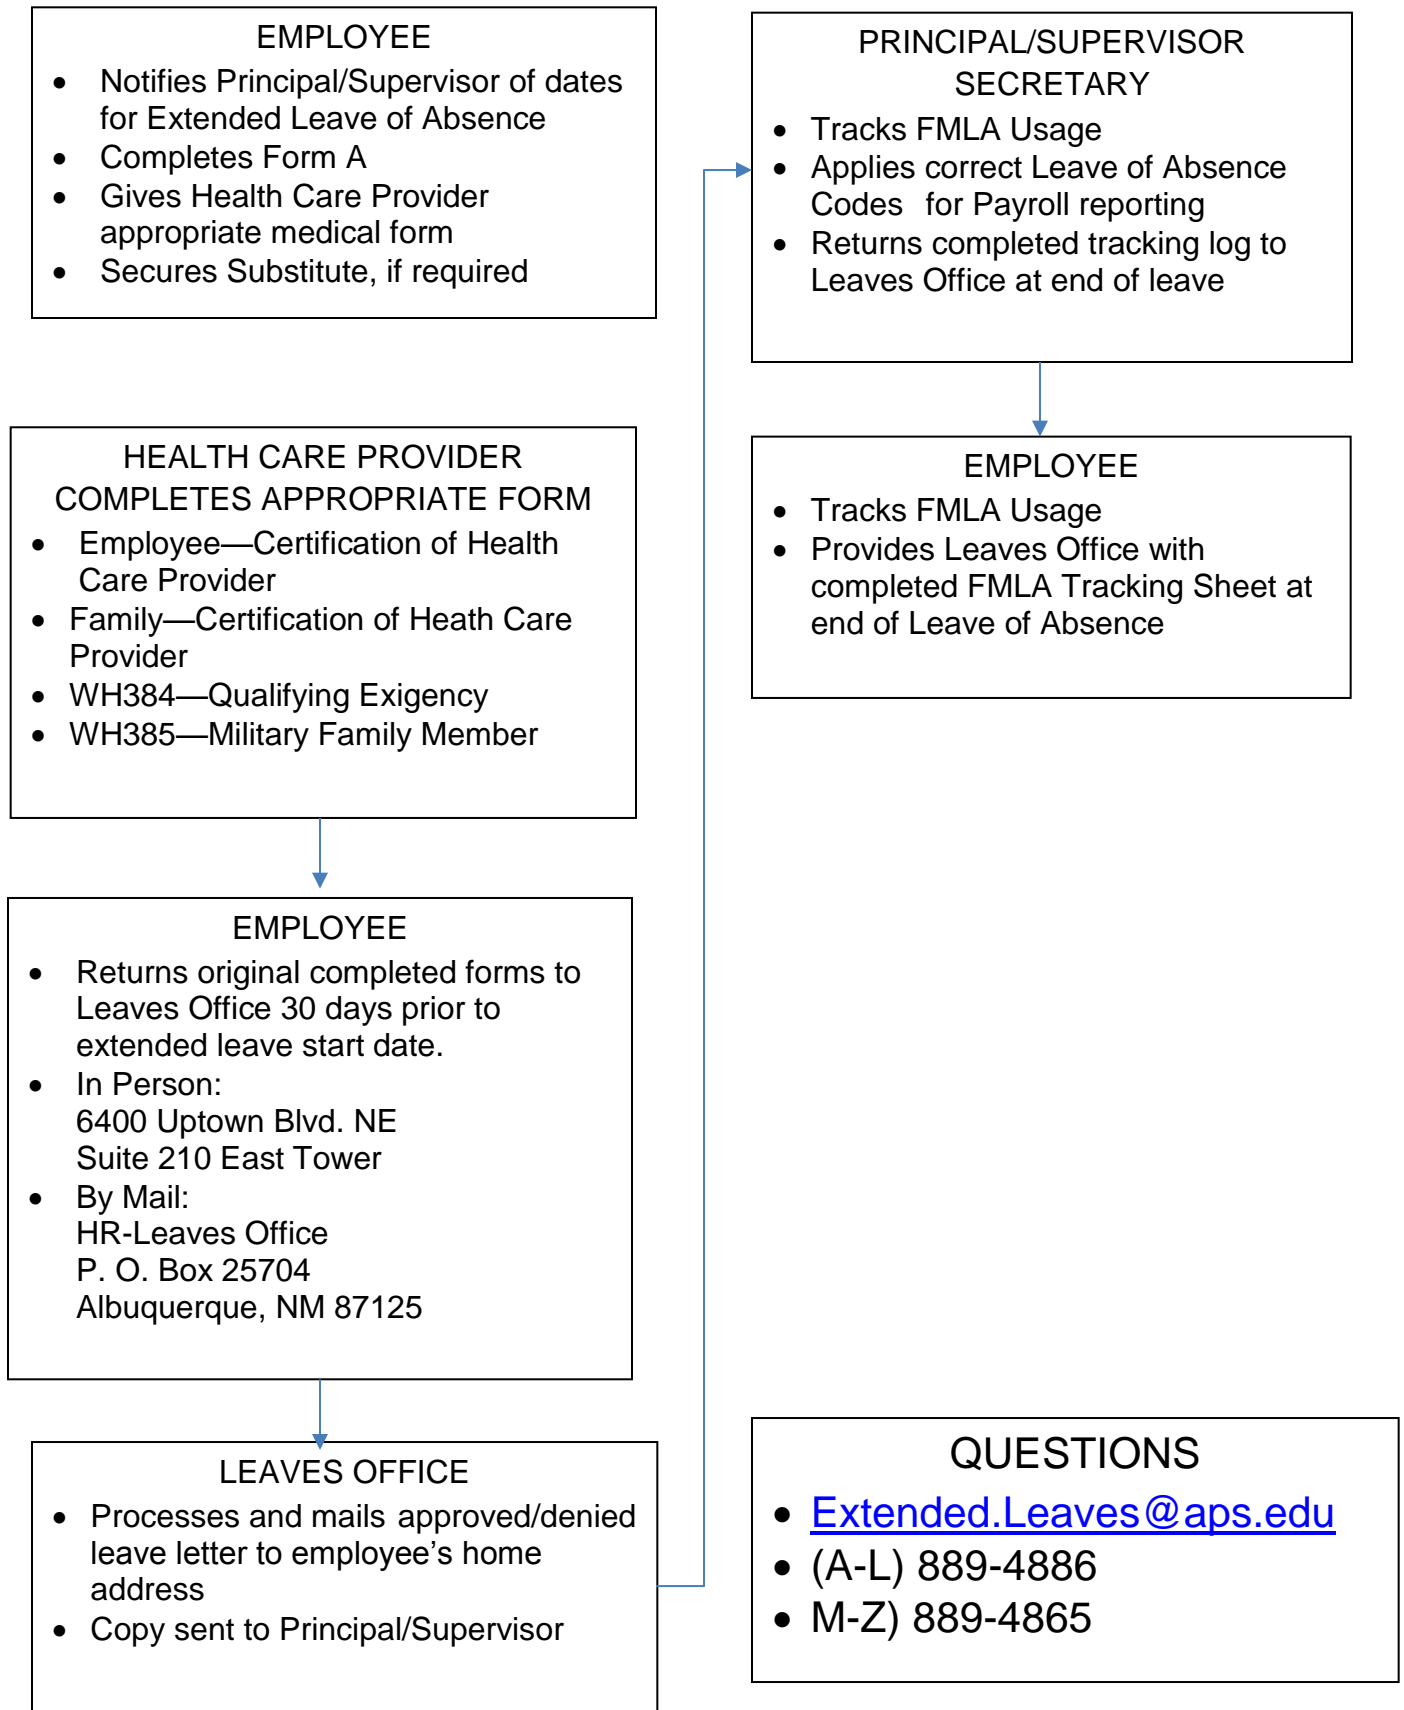 EMPLOYEE
• Notifies Principal/Supervisor of dates
for Extended Leave of Absence
• Completes Form A
• Gives Health Care Provider
appropriate medical form
• Secures Substitute, if required
HEALTH CARE PROVIDER
COMPLETES APPROPRIATE FORM
• Employee—Certification of Health
Care Provider
• Family—Certification of Heath Care
Provider
• WH384—Qualifying Exigency
• WH385—Military Family Member
EMPLOYEE
• Returns original completed forms to
Leaves Office 30 days prior to
extended leave start date.
• In Person:
6400 Uptown Blvd. NE
Suite 210 East Tower
• By Mail:
HR-Leaves Office
P. O. Box 25704
Albuquerque, NM 87125
LEAVES OFFICE
• Processes and mails approved/denied
leave letter to employee’s home
address
• Copy sent to Principal/Supervisor
PRINCIPAL/SUPERVISOR
SECRETARY
• Tracks FMLA Usage
• Applies correct Leave of Absence
Codes for Payroll reporting
• Returns completed tracking log to
Leaves Office at end of leave
EMPLOYEE
• Tracks FMLA Usage
• Provides Leaves Office with
completed FMLA Tracking Sheet at
end of Leave of Absence
QUESTIONS
• Extended.Leaves@aps.edu
• (A-L) 889-4886
• M-Z) 889-4865